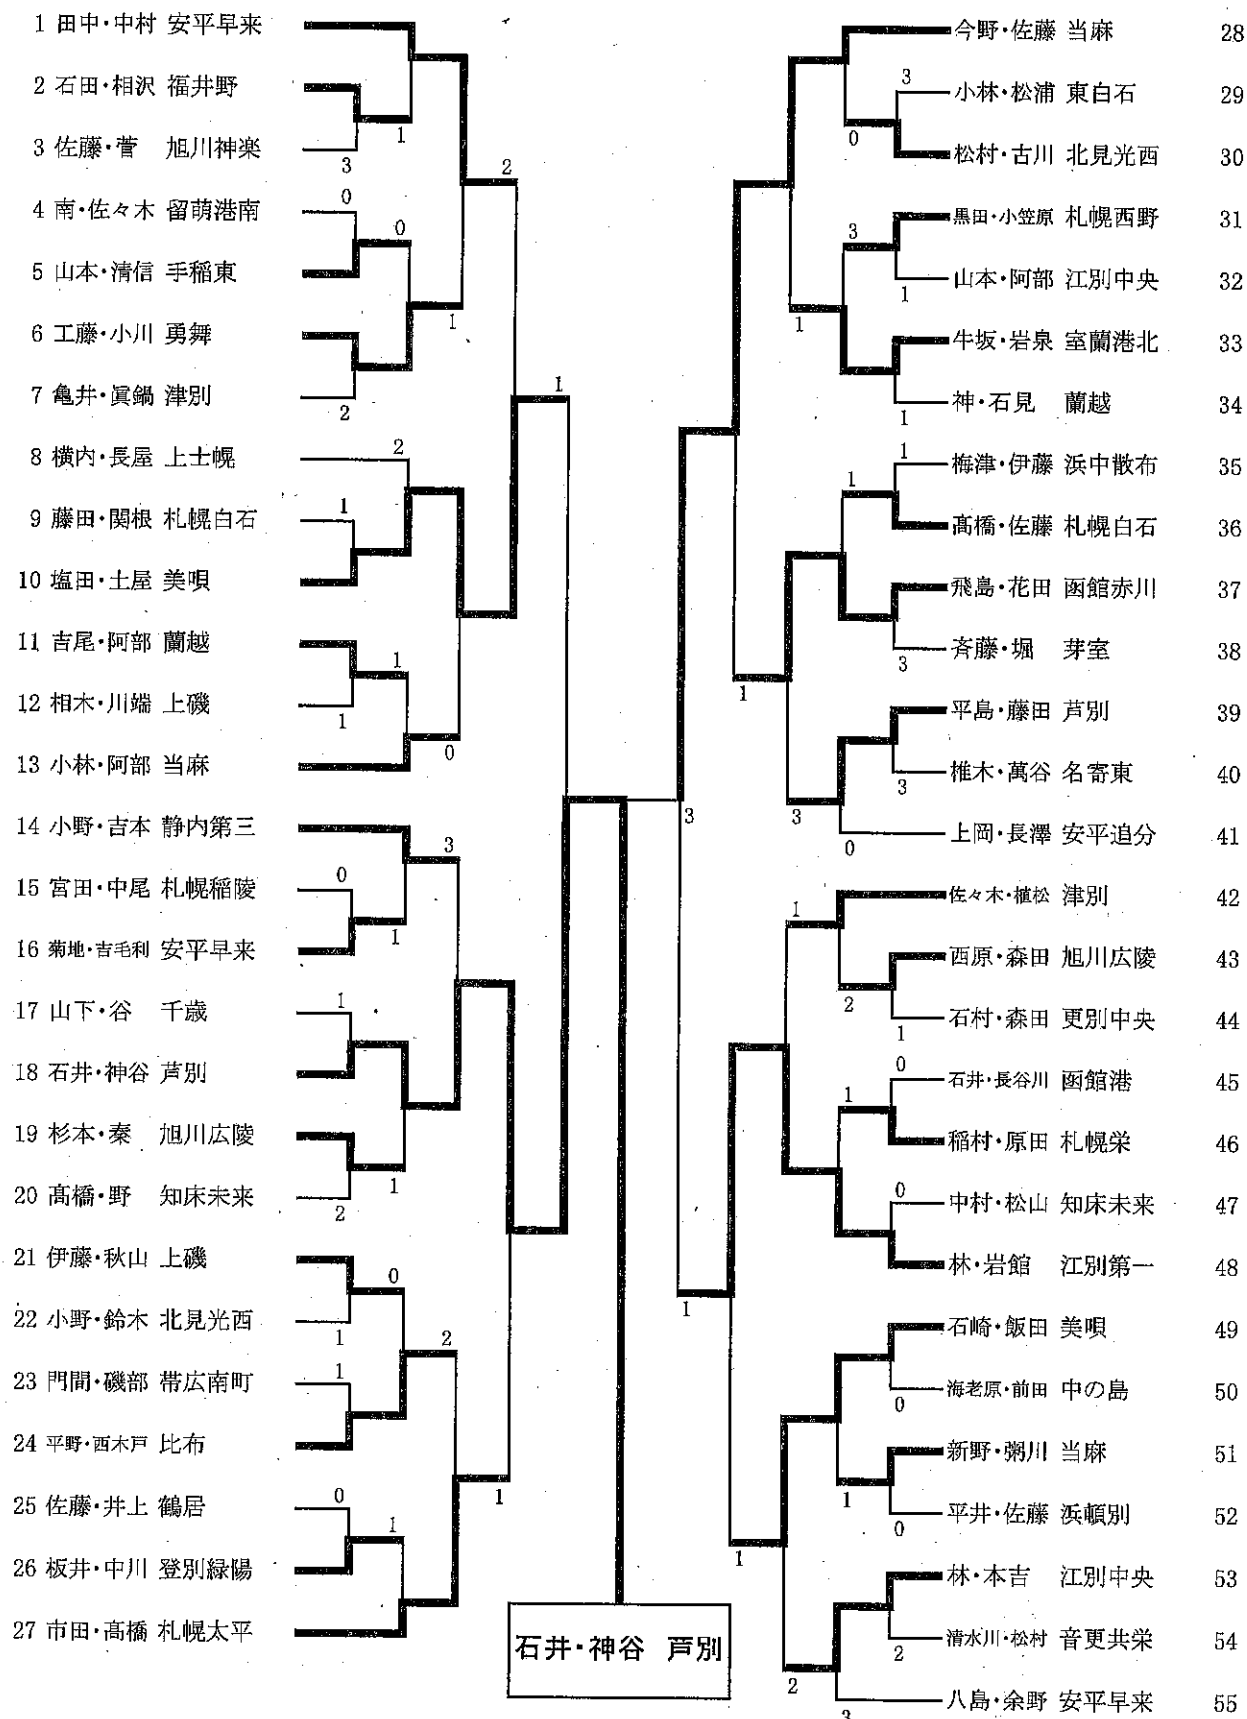 1 田中・中村 安平早来
2 石田・相沢 福井野
3 佐藤・菅 旭川神楽
4 南・佐々木 留萌港南
5 山本・清信 手稲東
6 工藤・小川 勇舞
7 亀井・眞鍋 津別
8 横内・長屋 上士幌
9 藤田・関根 札幌白石
10 塩田・土屋 美唄
11 吉尾・阿部 蘭越
12 相木・川端 上磯
13 小林・阿部 当麻
14 小野・吉本 静内第三
15 宮田・中尾 札幌稲陵
16 菊地・吉毛利 安平早来
17 山下・谷 千歳
18 石井・神谷 芦別
19 杉本・秦 旭川広陵
20 髙橋・野 知床未来
21 伊藤・秋山 上磯
22 小野・鈴木 北見光西
23 門間・磯部 帯広南町
24 平野・西木戸 比布
25 佐藤・井上 鶴居
26 板井・中川 登別緑陽
27 市田・髙橋 札幌太平
3
1
0
0
2
1
2
2
1
1
1
0
1
3
0
1
1
1
2
0
1
1
2
0
1
1
石井・神谷 芦別
今野・佐藤 当麻 28
小林・松浦 東白石 29
松村・古川 北見光西 30
黒田・小笠原 札幌西野 31
山本・阿部 江別中央 32
牛坂・岩泉 室蘭港北 33
神・石見 蘭越 34
梅津・伊藤 浜中散布 35
髙橋・佐藤 札幌白石 36
飛島・花田 函館赤川 37
斉藤・堀 芽室 38
平島・藤田 芦別 39
椎木・萬谷 名寄東 40
上岡・長澤 安平追分 41
佐々木・植松 津別 42
西原・森田 旭川広陵 43
石村・森田 更別中央 44
石井・長谷川 函館港 45
稲村・原田 札幌栄 46
中村・松山 知床未来 47
林・岩館 江別第一 48
石崎・飯田 美唄 49
海老原・前田 中の島 50
新野・粥川 当麻 51
平井・佐藤 浜頓別 52
林・本吉 江別中央 53
清水川・松村 音更共栄 54
八島・余野 安平早来 55
3
0
3
1
1
1
1
1
3
1
3
3
3
0
1
2
1
0
1
0
1
0
1
0
1
2
2
3